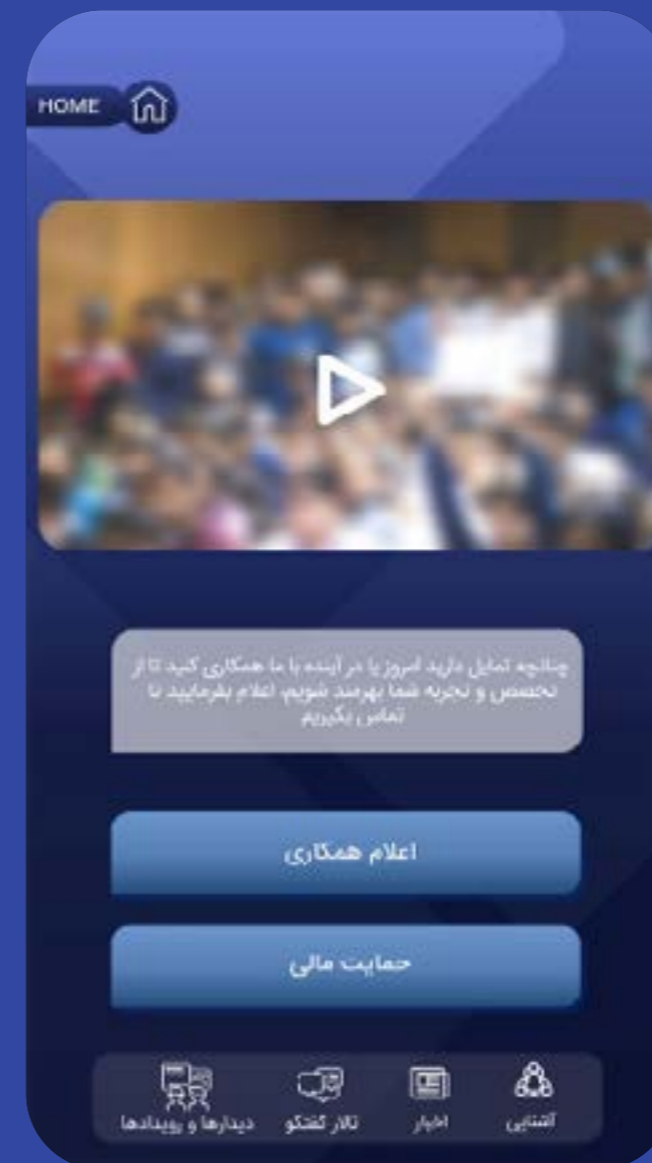 HOME
چنانچه تمایل دارید امروز یا در آینده با ما همکاری کنید تا از
تخصص و تجربه شما بهرمند شویم، اعلام بفرمایید تا
تماس بگیریم
اعلام همکاری
حمایت مالی
آشنایی
اخبار
تالار گفتگو
دیدارها و رویدادها